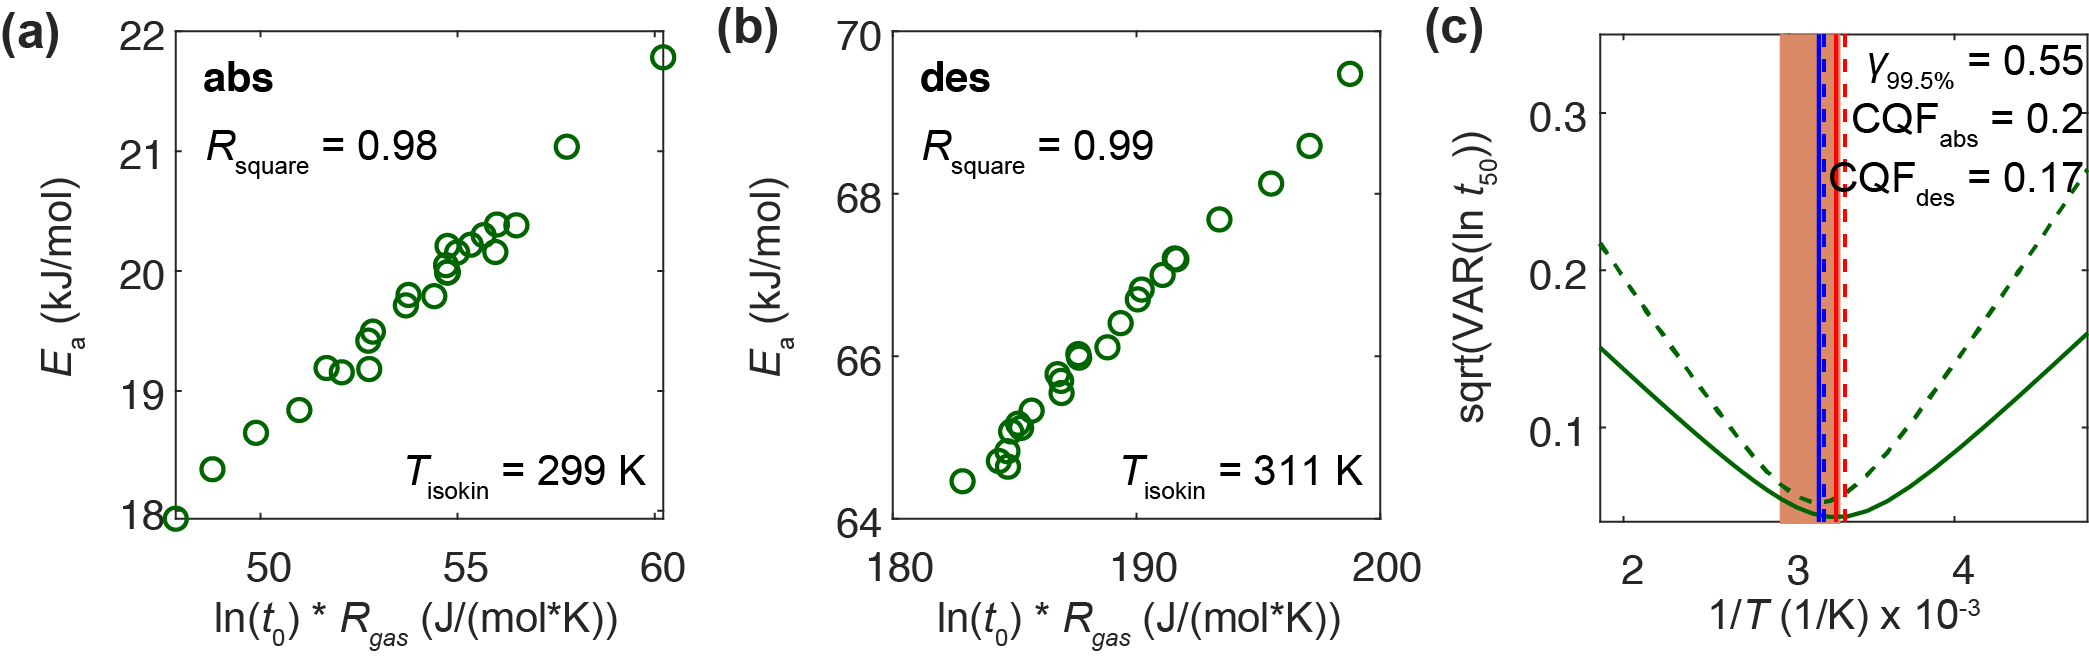 (a)
abs
R_square = 0.98
T_isokin = 299 K
22
21
20
19
18
50
55
60
E_a (kJ/mol)
ln(t_0) * R_gas (J/(mol*K))
(b)
des
R_square = 0.99
T_isokin = 311 K
70
68
66
64
180
190
200
E_a (kJ/mol)
ln(t_0) * R_gas (J/(mol*K))
(c)
γ_99.5% = 0.55
CQF_abs = 0.2
CQF_des = 0.17
0.3
0.2
0.1
2
3
4
sqrt(VAR(ln t_50))
1/T (1/K) x 10^-3